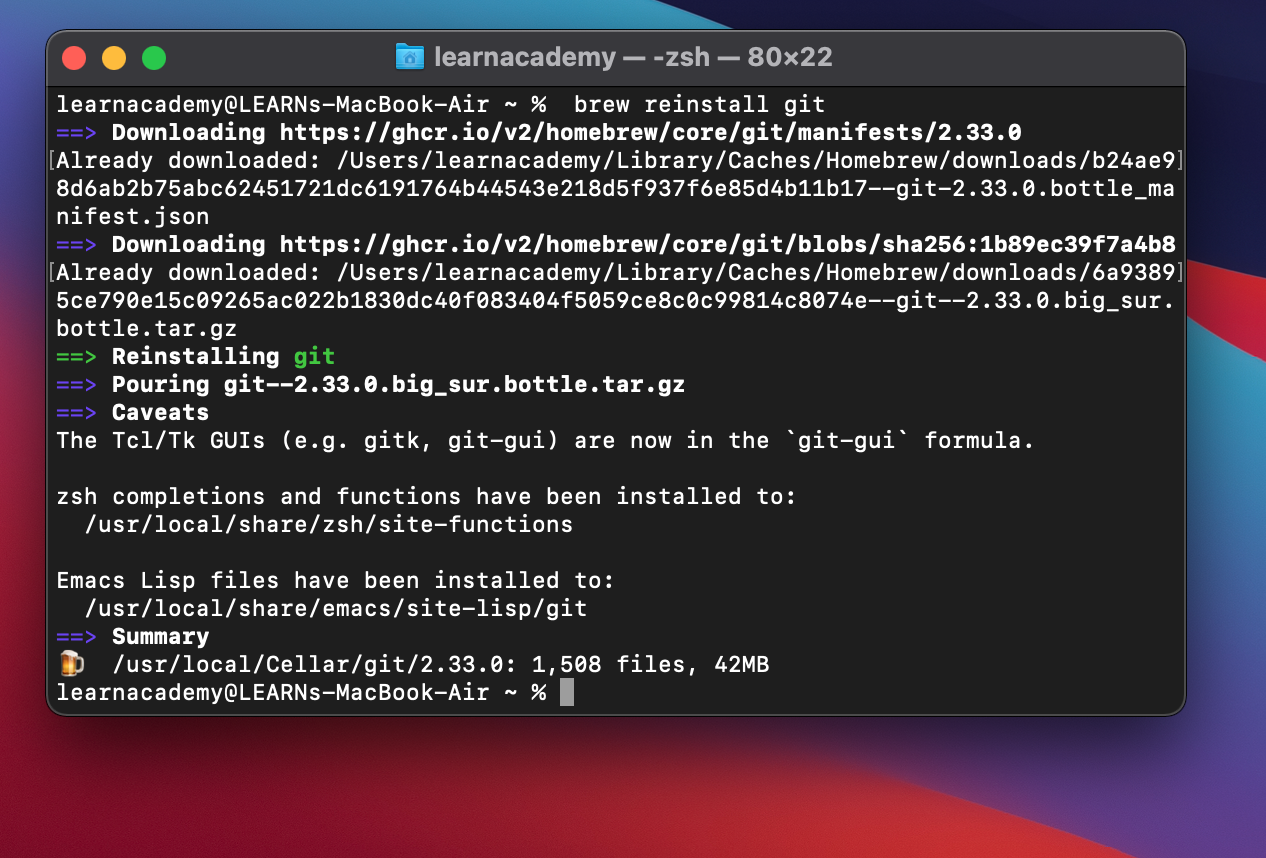 learnacademy — -zsh — 80×22
learnacademy@LEARNs-MacBook-Air ~ %  brew reinstall git
==> Downloading https://ghcr.io/v2/homebrew/core/git/manifests/2.33.0
[Already downloaded: /Users/learnacademy/Library/Caches/Homebrew/downloads/b24ae9]
8d6ab2b75abc62451721dc6191764b44543e218d5f937f6e85d4b11b17--git-2.33.0.bottle_ma
nifest.json
==> Downloading https://ghcr.io/v2/homebrew/core/git/blobs/sha256:1b89ec39f7a4b8
[Already downloaded: /Users/learnacademy/Library/Caches/Homebrew/downloads/6a9389]
5ce790e15c09265ac022b1830dc40f083404f5059ce8c0c99814c8074e--git--2.33.0.big_sur.
bottle.tar.gz
==> Reinstalling git
==> Pouring git--2.33.0.big_sur.bottle.tar.gz
==> Caveats
The Tcl/Tk GUIs (e.g. gitk, git-gui) are now in the `git-gui` formula.

zsh completions and functions have been installed to:
  /usr/local/share/zsh/site-functions

Emacs Lisp files have been installed to:
  /usr/local/share/emacs/site-lisp/git
==> Summary
🍺  /usr/local/Cellar/git/2.33.0: 1,508 files, 42MB
learnacademy@LEARNs-MacBook-Air ~ %